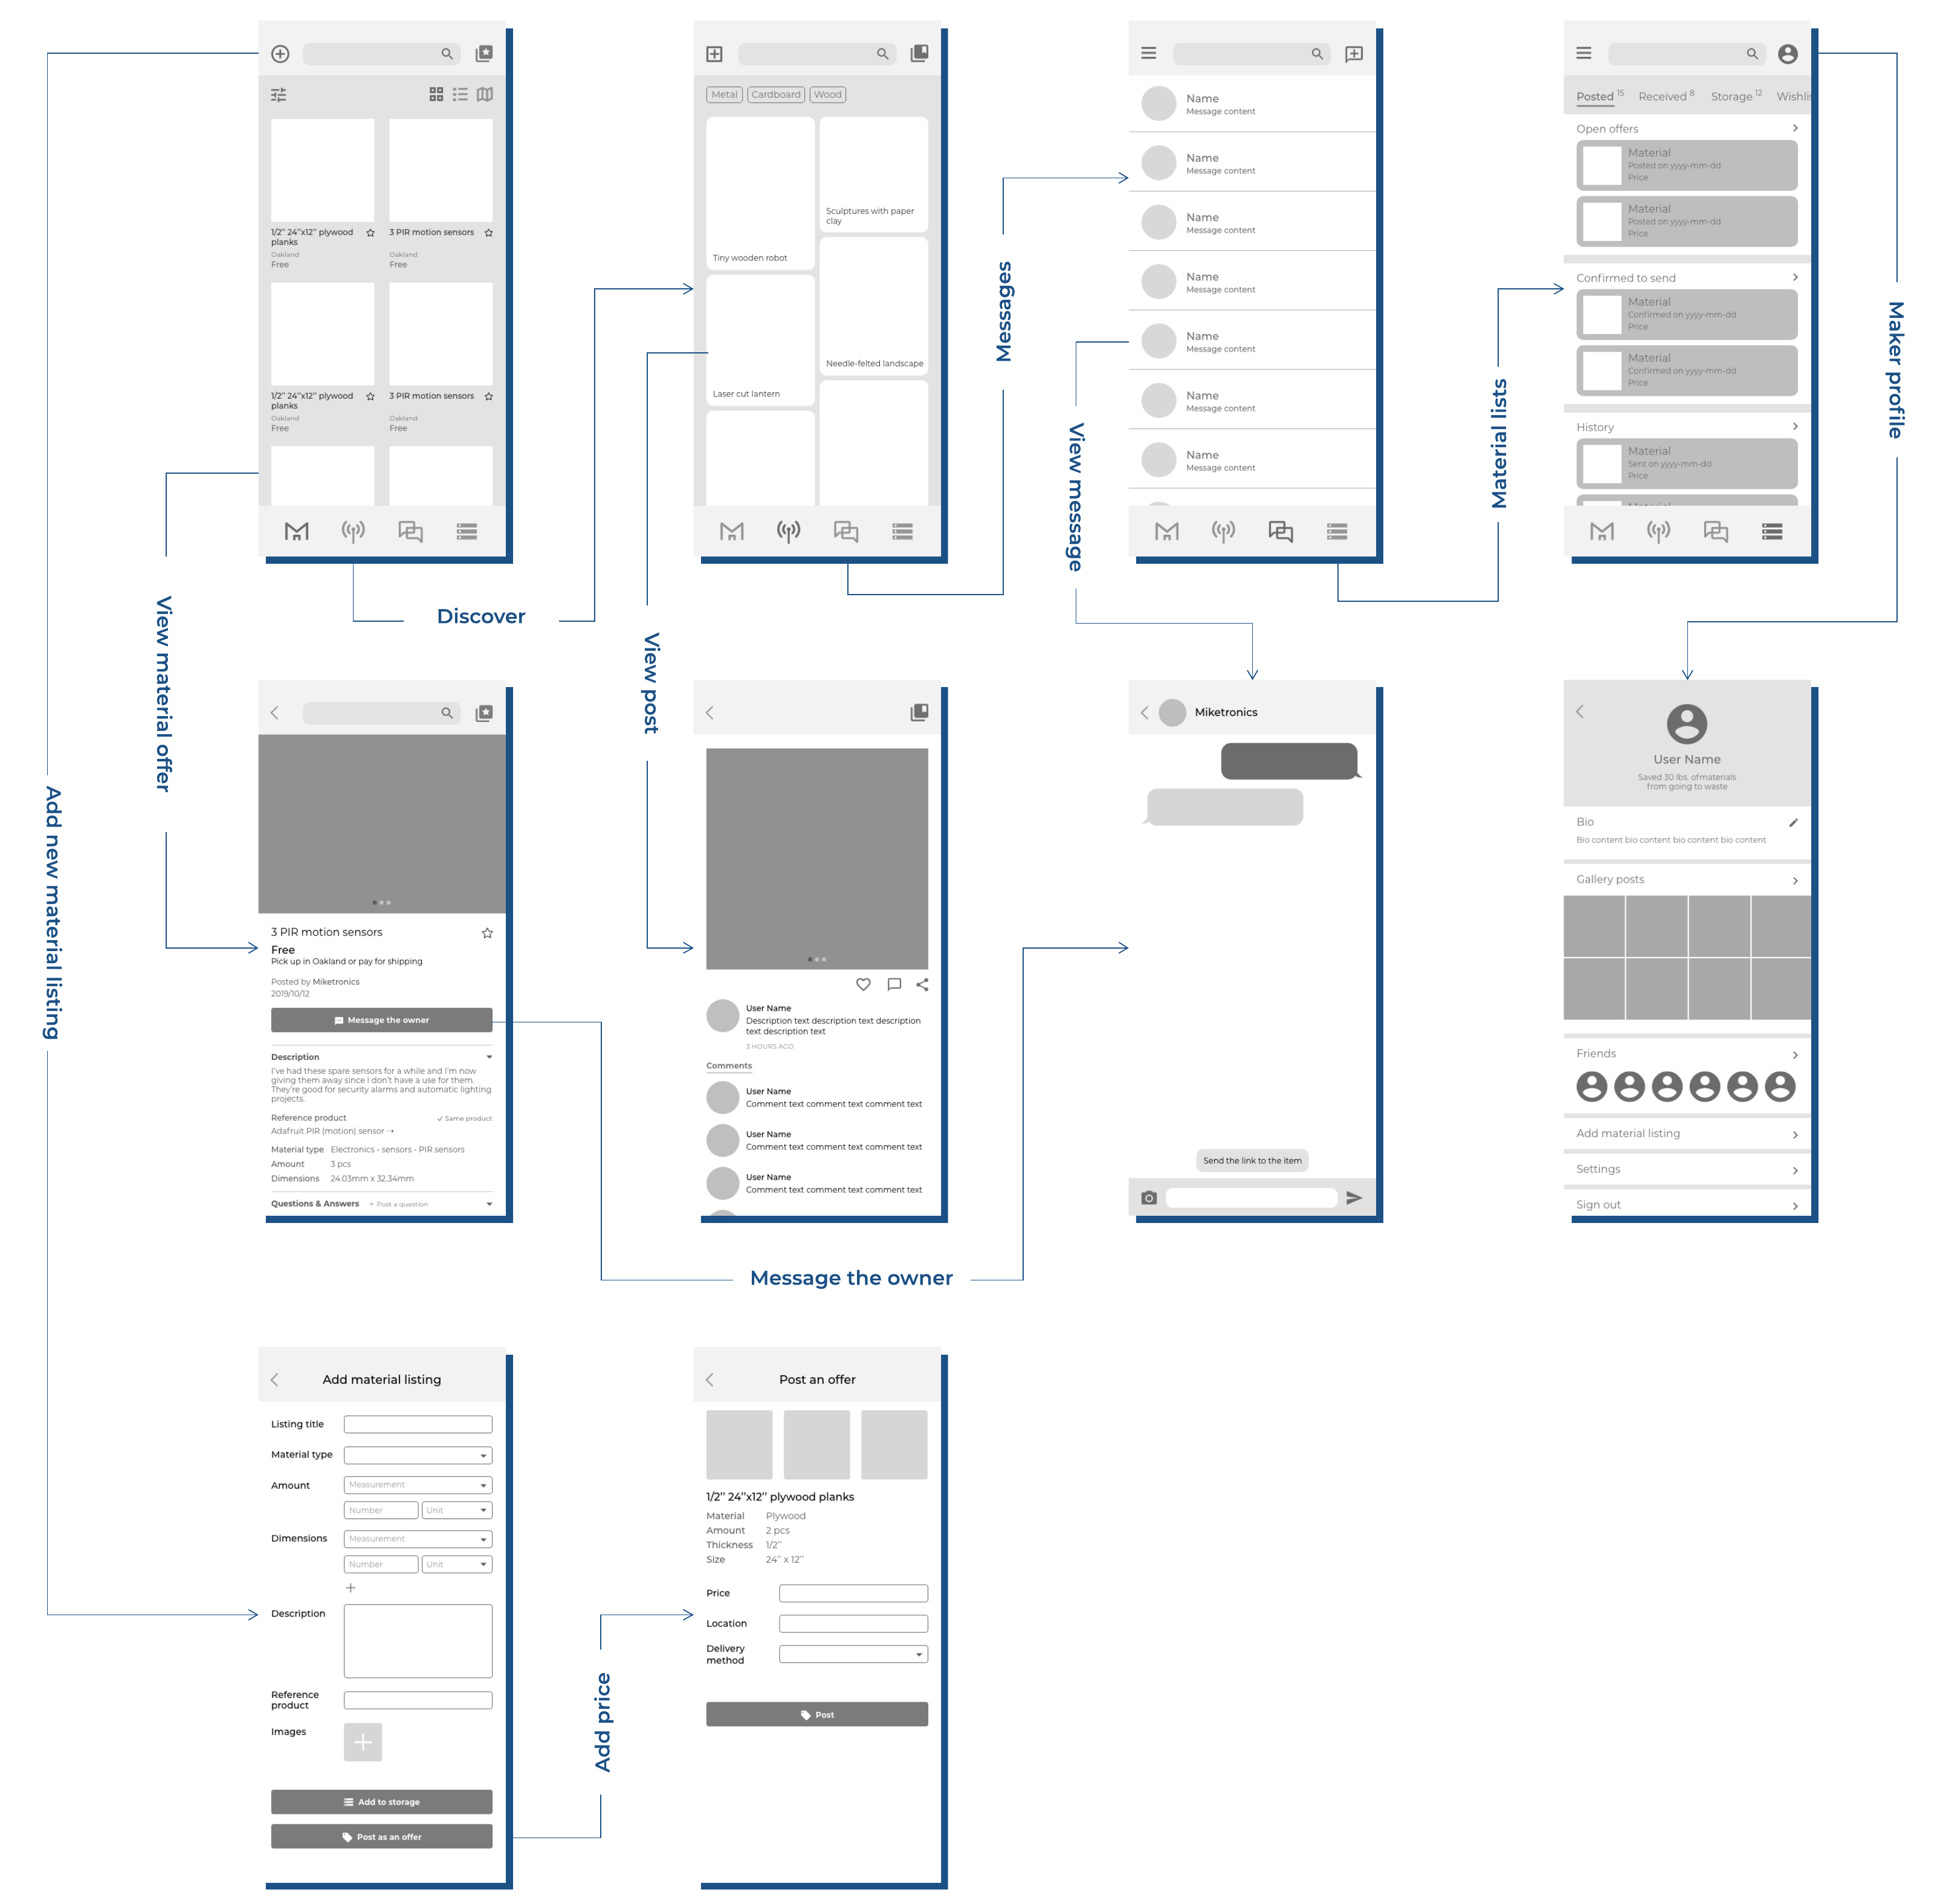 1/2’’ 24’’x12’’ plywood
planks
Oakland
Free
3 PIR motion sensors
Oakland
Free
1/2’’ 24’’x12’’ plywood
planks
Oakland
Free
3 PIR motion sensors
Oakland
Free
Metal
Cardboard
Wood
Tiny wooden robot
Sculptures with paper
clay
Laser cut lantern
Needle-felted landscape
Name
Message content
Name
Message content
Name
Message content
Name
Message content
Name
Message content
Name
Message content
Name
Message content
Posted 15
Received 8
Storage 12
Wishlis
Open offers
Material
Posted on yyyy-mm-dd
Price
Material
Posted on yyyy-mm-dd
Price
Confirmed to send
Material
Confirmed on yyyy-mm-dd
Price
Material
Confirmed on yyyy-mm-dd
Price
History
Material
Sent on yyyy-mm-dd
Price
Add new material listing
View material offer
Discover
View post
Messages
View message
Material lists
Maker profile
3 PIR motion sensors
Free
Pick up in Oakland or pay for shipping
Posted by Miketronics
2019/10/12
Message the owner
Description
I’ve had these spare sensors for a while and I’m now
giving them away since I don’t have a use for them.
They’re good for security alarms and automatic lighting
projects.
Reference product
Same product
Adafruit PIR (motion) sensor →
Material type Electronics - sensors - PIR sensors
Amount 3 pcs
Dimensions 24.03mm x 32.34mm
Questions & Answers + Post a question
User Name
Description text description text description
text description text
3 HOURS AGO
Comments
User Name
Comment text comment text comment text
User Name
Comment text comment text comment text
User Name
Comment text comment text comment text
Miketronics
Send the link to the item
User Name
Saved 30 lbs. of materials
from going to waste
Bio
Bio content bio content bio content bio content
Gallery posts
Friends
Add material listing
Settings
Sign out
Message the owner
Add material listing
Listing title
Material type
Amount
Measurement
Number
Unit
Dimensions
Measurement
Number
Unit
+
Description
Reference
product
Images
Add to storage
Post as an offer
Add price
Post an offer
1/2’’ 24’’x12’’ plywood planks
Material Plywood
Amount 2 pcs
Thickness 1/2’’
Size 24’’ x 12’’
Price
Location
Delivery
method
Post